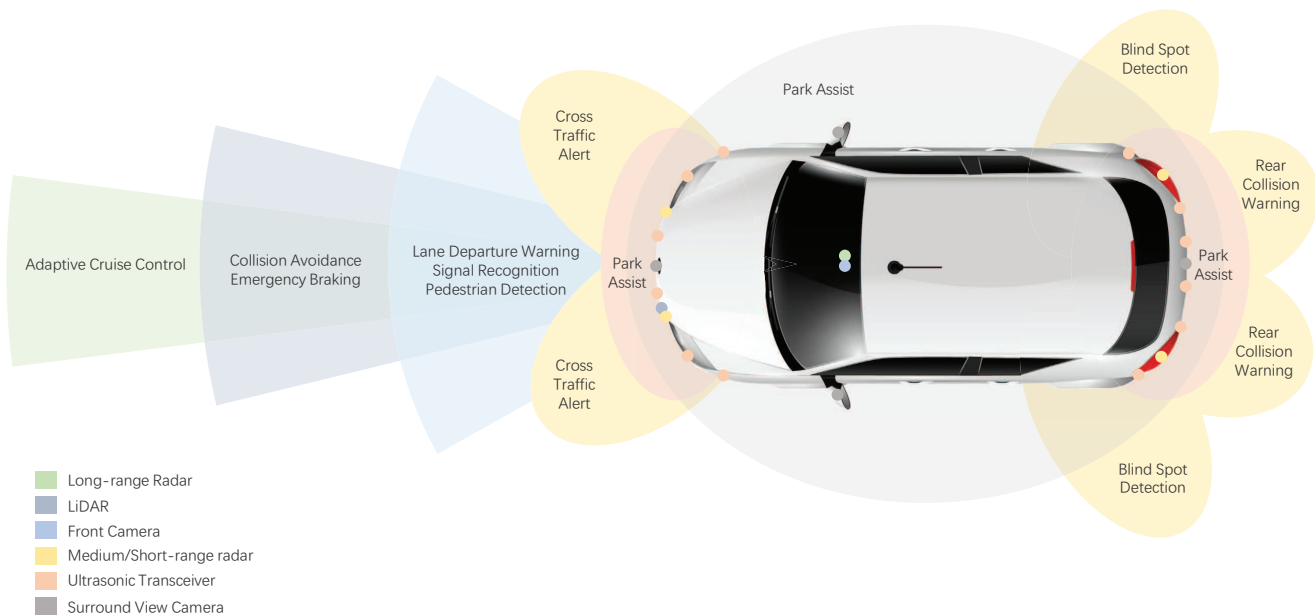 Blind Spot
Detection
Park Assist
Cross
Traffic
Alert
Rear
Collision
Warning
Adaptive Cruise Control
Collision Avoidance
Emergency Braking
Lane Departure Warning
Signal Recognition
Pedestrian Detection
Park
Assist
Park
Assist
Cross
Traffic
Alert
Rear
Collision
Warning
Blind Spot
Detection
Long-range Radar
LiDAR
Front Camera
Medium/Short-range radar
Ultrasonic Transceiver
Surround View Camera